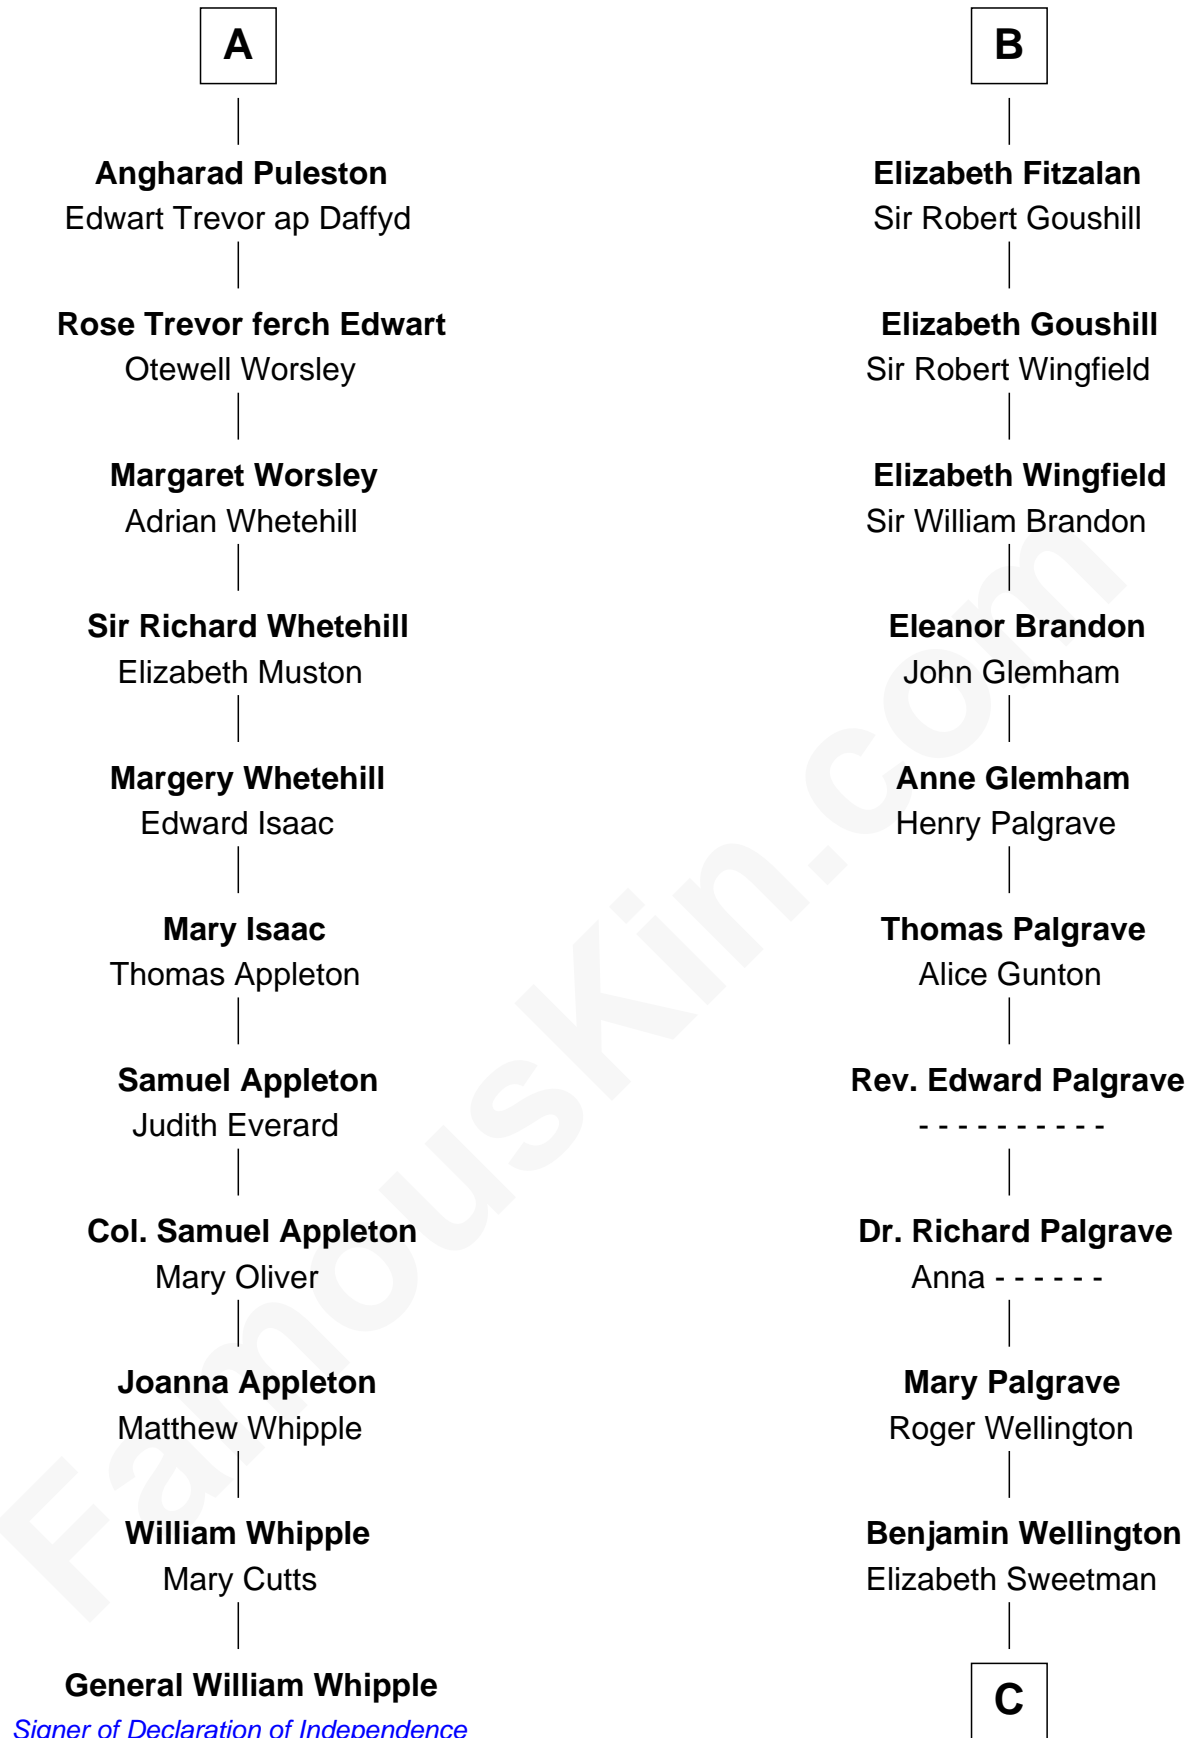 A
Angharad Puleston
Edwart Trevor ap Daffyd
Rose Trevor ferch Edwart
Otewell Worsley
Margaret Worsley
Adrian Whetehill
Sir Richard Whetehill
Elizabeth Muston
Margery Whetehill
Edward Isaac
Mary Isaac
Thomas Appleton
Samuel Appleton
Judith Everard
Col. Samuel Appleton
Mary Oliver
Joanna Appleton
Matthew Whipple
William Whipple
Mary Cutts
General William Whipple
Signer of Declaration of Independence
B
Elizabeth Fitzalan
Sir Robert Goushill
Elizabeth Goushill
Sir Robert Wingfield
Elizabeth Wingfield
Sir William Brandon
Eleanor Brandon
John Glemham
Anne Glemham
Henry Palgrave
Thomas Palgrave
Alice Gunton
Rev. Edward Palgrave
- - - - - - - - - -
Dr. Richard Palgrave
Anna - - - - - -
Mary Palgrave
Roger Wellington
Benjamin Wellington
Elizabeth Sweetman
C
FamousKin.com